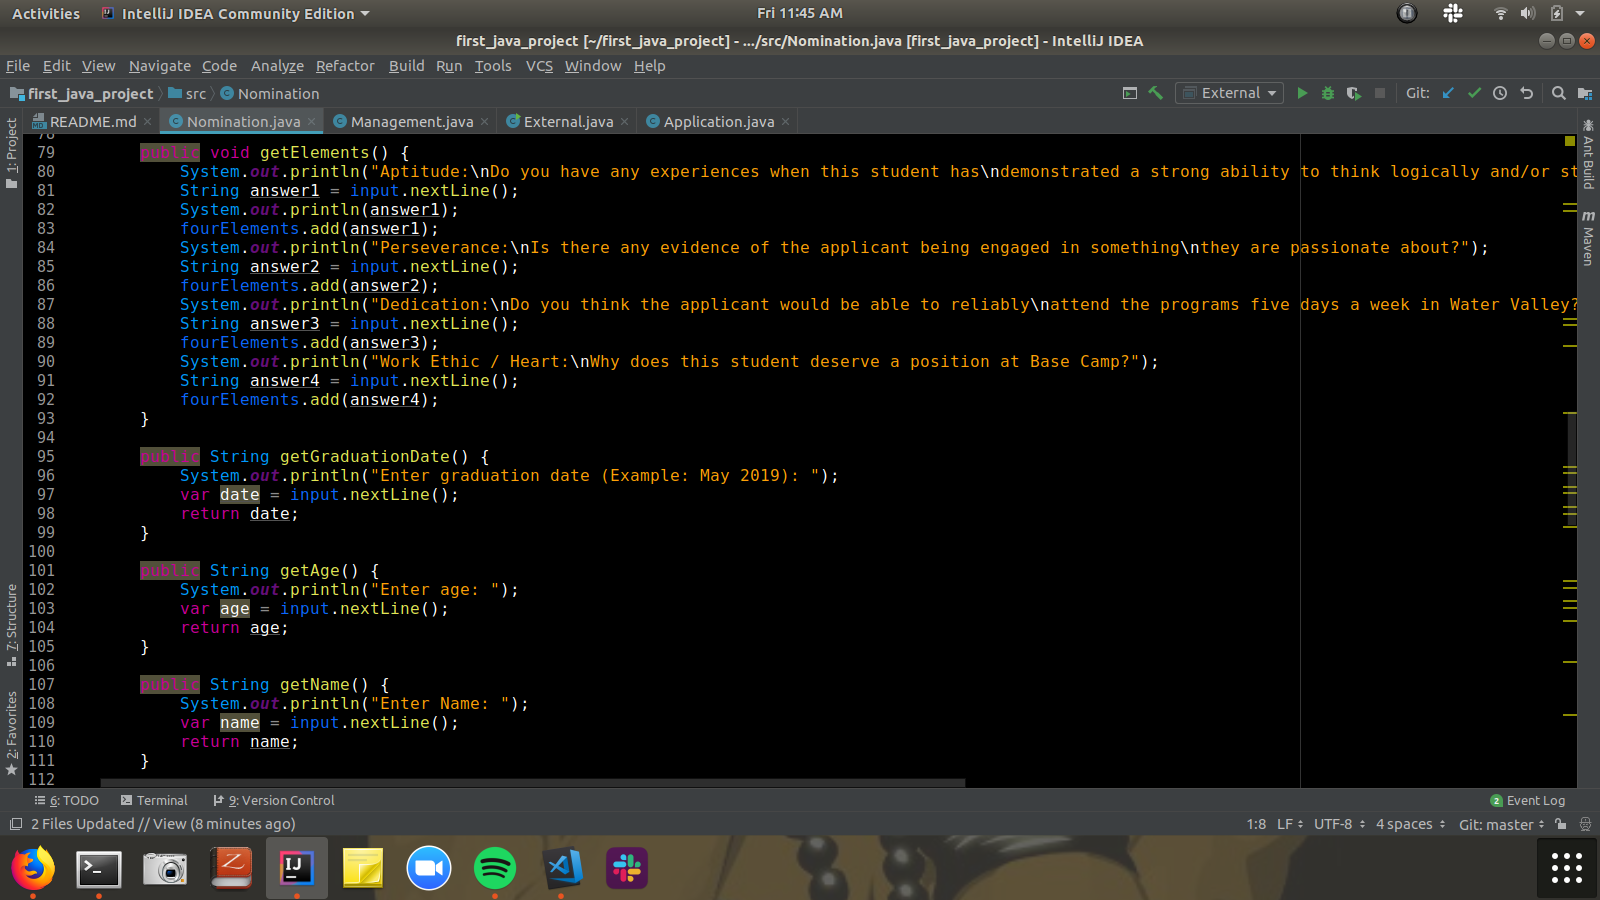 Activities IntelliJ IDEA Community Edition Fri 11:45 AM
first_java_project [~/first_java_project] - .../src/Nomination.java [first_java_project] - IntelliJ IDEA
File Edit View Navigate Code Analyze Refactor Build Run Tools VCS Window Help
first_java_project src Nomination External Git:
README.md Nomination.java Management.java External.java Application.java
1: Project
7: Structure
2: Favorites
Ant Build
Maven
78
79 public void getElements() {
80 System.out.println("Aptitude:\nDo you have any experiences when this student has\ndemonstrated a strong ability to think logically and/or st
81 String answer1 = input.nextLine();
82 System.out.println(answer1);
83 fourElements.add(answer1);
84 System.out.println("Perseverance:\nIs there any evidence of the applicant being engaged in something\nthey are passionate about?");
85 String answer2 = input.nextLine();
86 fourElements.add(answer2);
87 System.out.println("Dedication:\nDo you think the applicant would be able to reliably\nattend the programs five days a week in Water Valley?
88 String answer3 = input.nextLine();
89 fourElements.add(answer3);
90 System.out.println("Work Ethic / Heart:\nWhy does this student deserve a position at Base Camp?");
91 String answer4 = input.nextLine();
92 fourElements.add(answer4);
93 }
94
95 public String getGraduationDate() {
96 System.out.println("Enter graduation date (Example: May 2019): ");
97 var date = input.nextLine();
98 return date;
99 }
100
101 public String getAge() {
102 System.out.println("Enter age: ");
103 var age = input.nextLine();
104 return age;
105 }
106
107 public String getName() {
108 System.out.println("Enter Name: ");
109 var name = input.nextLine();
110 return name;
111 }
112
6: TODO Terminal 9: Version Control 2 Event Log
2 Files Updated // View (8 minutes ago) 1:8 LF UTF-8 4 spaces Git: master